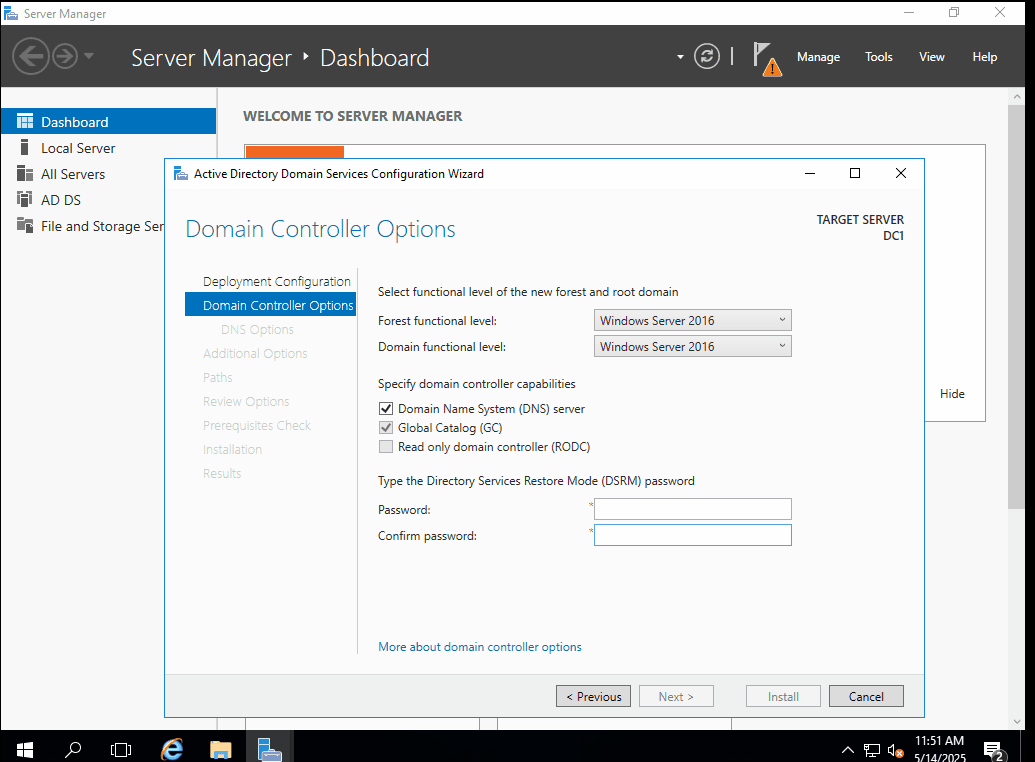 Server Manager
Server Manager ‣ Dashboard
Manage Tools View Help
Dashboard
Local Server
All Servers
AD DS
File and Storage Ser
WELCOME TO SERVER MANAGER
Active Directory Domain Services Configuration Wizard
Domain Controller Options
TARGET SERVER
DC1
Deployment Configuration
Domain Controller Options
DNS Options
Additional Options
Paths
Review Options
Prerequisites Check
Installation
Results
Select functional level of the new forest and root domain
Forest functional level: Windows Server 2016
Domain functional level: Windows Server 2016
Specify domain controller capabilities
Domain Name System (DNS) server
Global Catalog (GC)
Read only domain controller (RODC)
Type the Directory Services Restore Mode (DSRM) password
Password: *
Confirm password: *
More about domain controller options
< Previous Next > Install Cancel
Hide
11:51 AM
5/14/2025
2